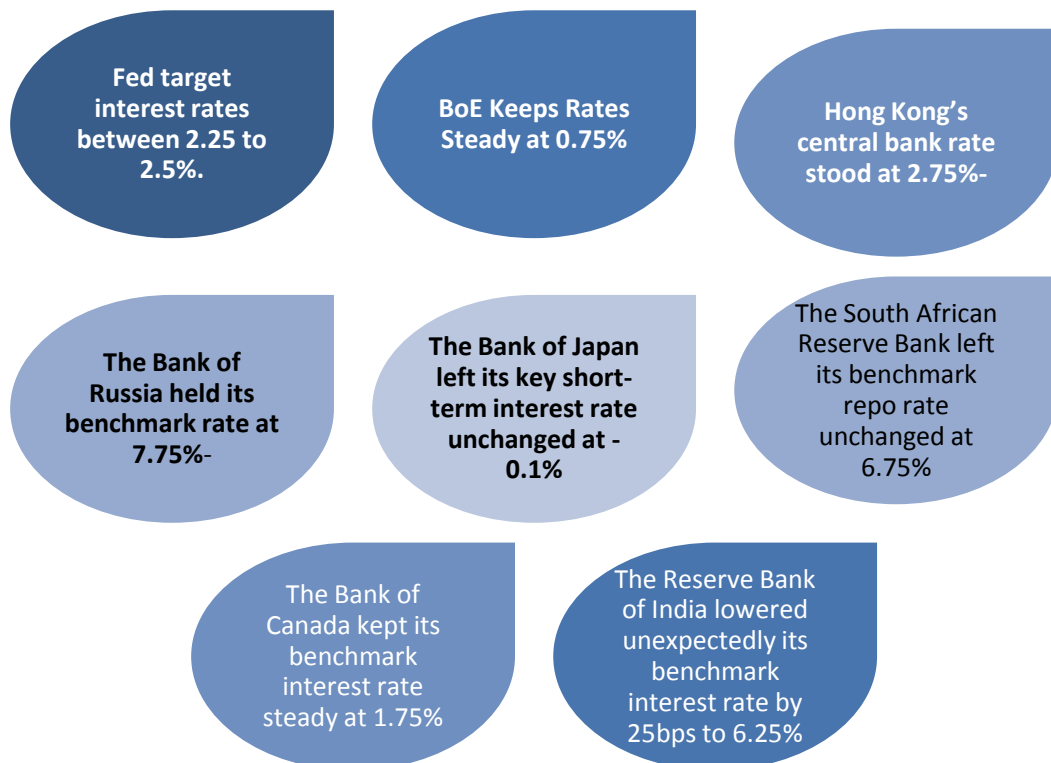 Fed target
interest rates
between 2.25 to
2.5%.
BoE Keeps Rates
Steady at 0.75%
Hong Kong's
central bank rate
stood at 2.75%-
The Bank of
Russia held its
benchmark rate at
7.75%-
The Bank of Japan
left its key short-
term interest rate
unchanged at -
0.1%
The South African
Reserve Bank left
its benchmark
repo rate
unchanged at
6.75%
The Bank of
Canada kept its
benchmark
interest rate
steady at 1.75%
The Reserve Bank
of India lowered
unexpectedly its
benchmark
interest rate by
25bps to 6.25%